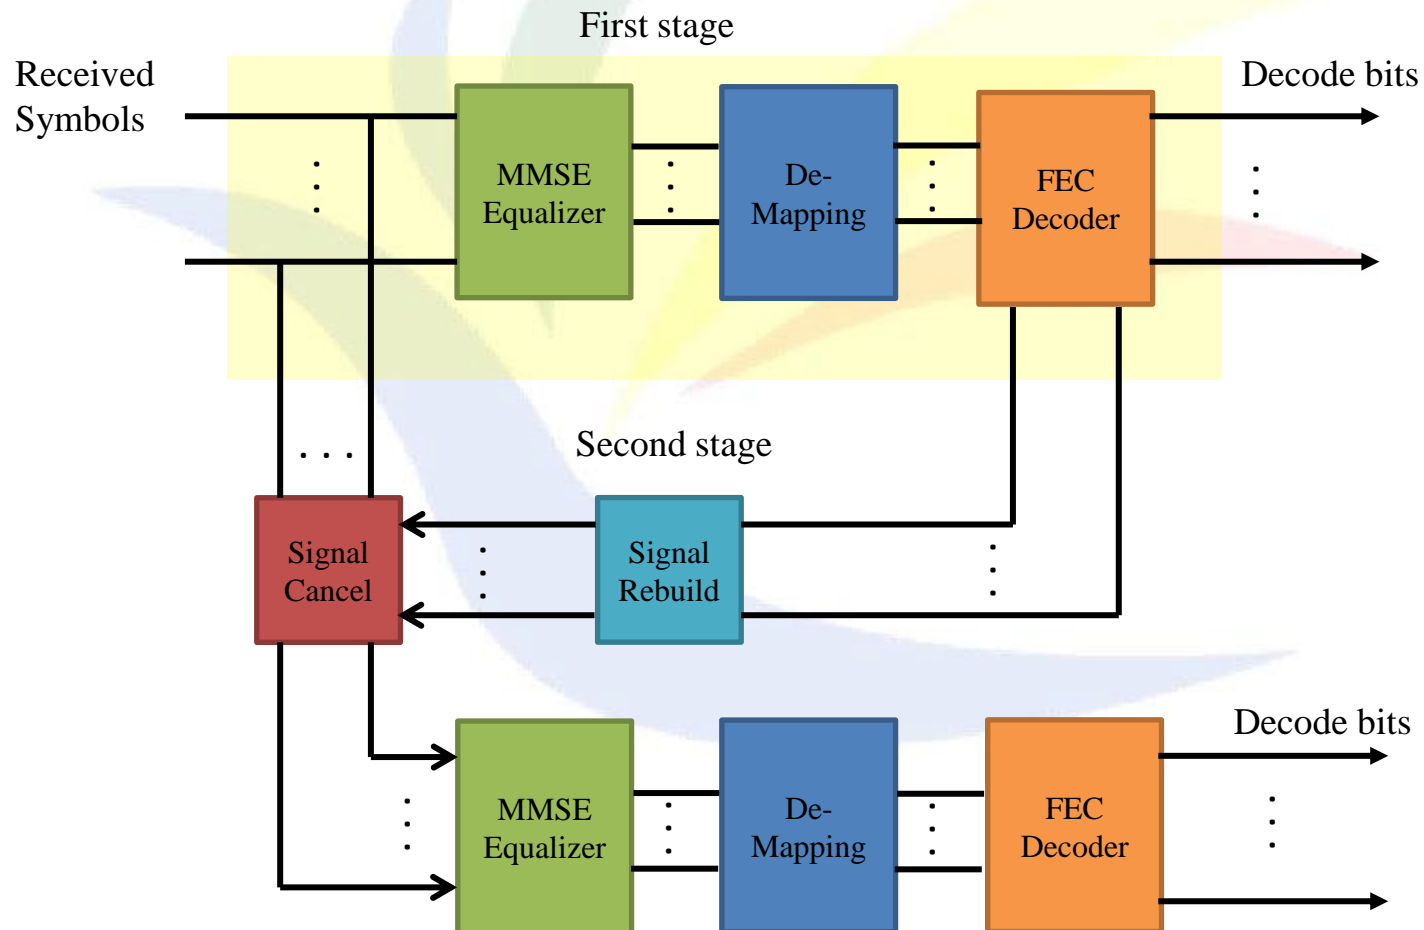 First stage
Received
Symbols
Decode bits
MMSE
Equalizer
De-
Mapping
FEC
Decoder
Second stage
Signal
Cancel
Signal
Rebuild
Decode bits
MMSE
Equalizer
De-
Mapping
FEC
Decoder